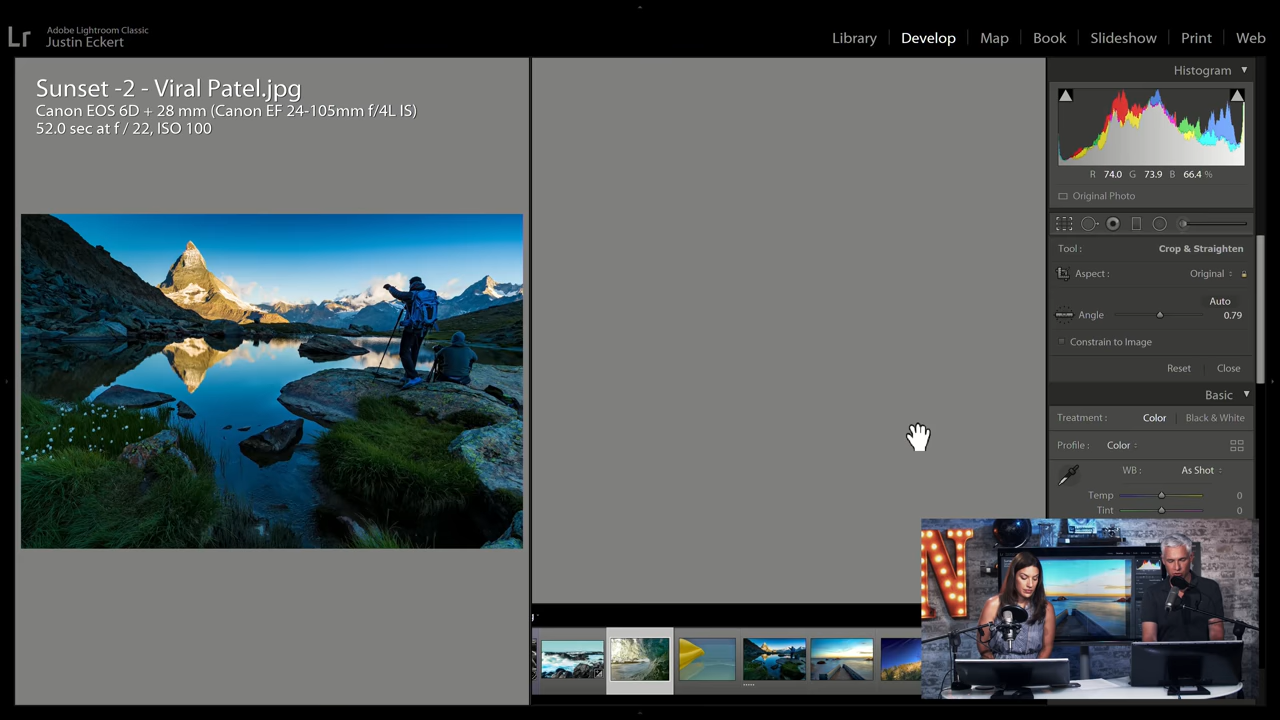 Lr
Adobe Lightroom Classic
Justin Eckert
Library | Develop | Map | Book | Slideshow | Print | Web
Sunset -2 - Viral Patel.jpg
Canon EOS 6D + 28 mm (Canon EF 24-105mm f/4L IS)
52.0 sec at f / 22, ISO 100
Histogram
R 74.0 G 73.9 B 66.4 %
Original Photo
Tool : Crop & Straighten
Aspect : Original
Auto
Angle 0.79
Constrain to Image
Reset Close
Basic
Treatment : Color | Black & White
Profile : Color
WB : As Shot
Temp 0
Tint 0
N